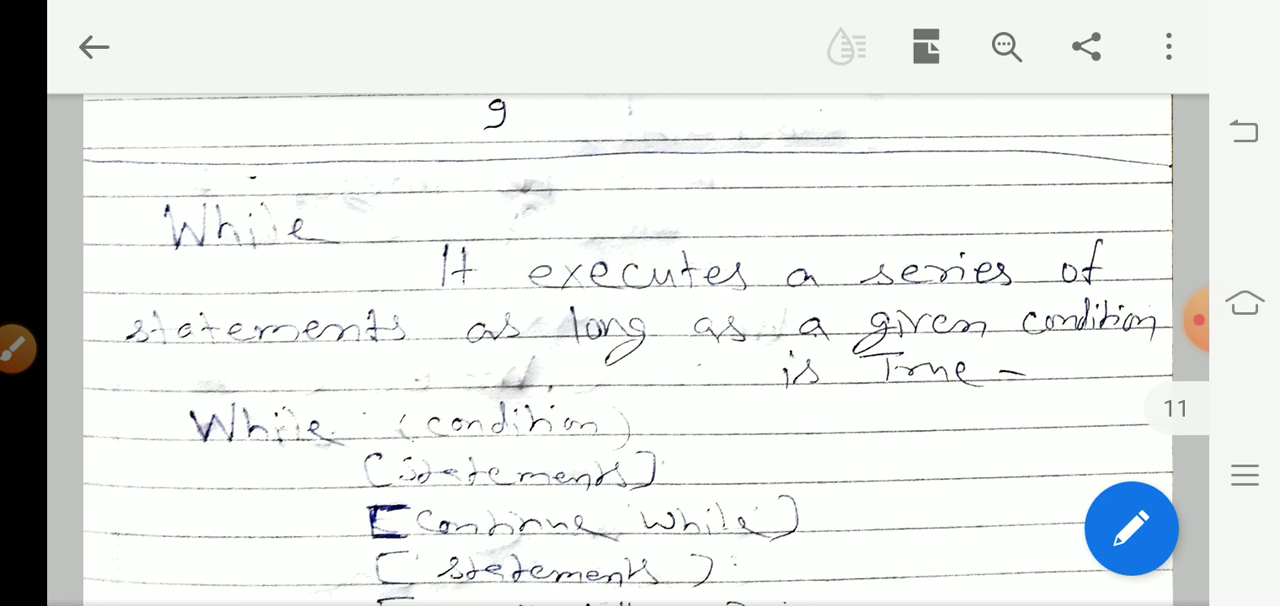 9
While
It executes a series of
statements as long as a given condition
is True -
11
While (condition)
[statements]
[Continue While]
[statements]